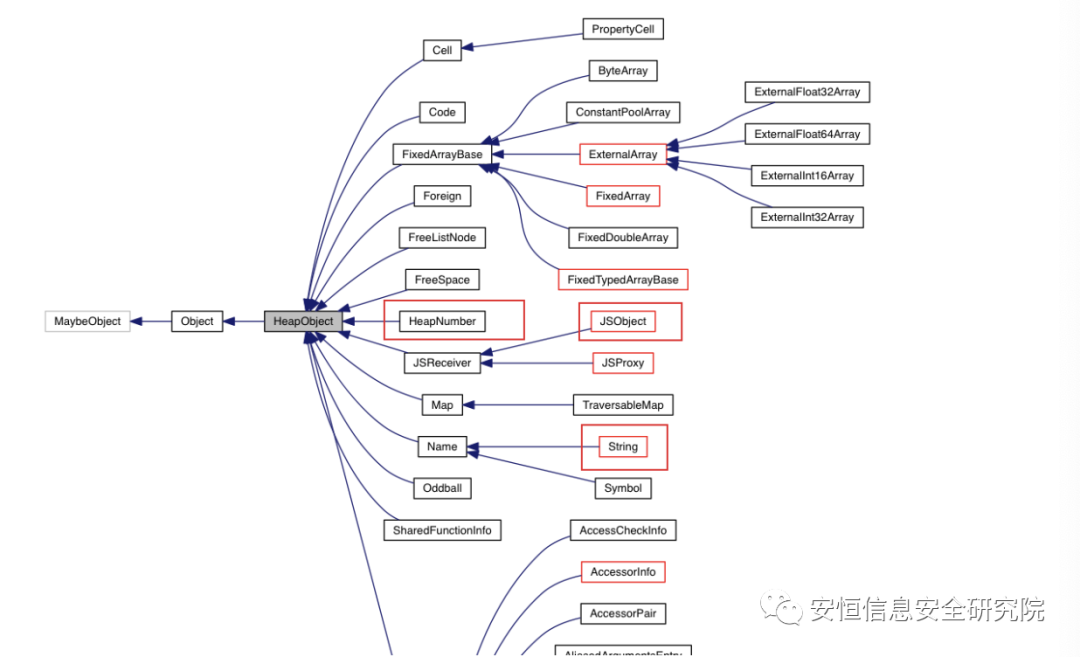 PropertyCell
Cell
ByteArray
ExternalFloat32Array
Code
ConstantPoolArray
ExternalFloat64Array
FixedArrayBase
ExternalArray
ExternalInt16Array
Foreign
FixedArray
ExternalInt32Array
FreeListNode
FixedDoubleArray
FreeSpace
FixedTypedArrayBase
MaybeObject
Object
HeapObject
HeapNumber
JSObject
JSReceiver
JSProxy
Map
TraversableMap
Name
String
Oddball
Symbol
SharedFunctionInfo
AccessCheckInfo
AccessorInfo
AccessorPair
安恒信息安全研究院
AliasedArgumentsEntry